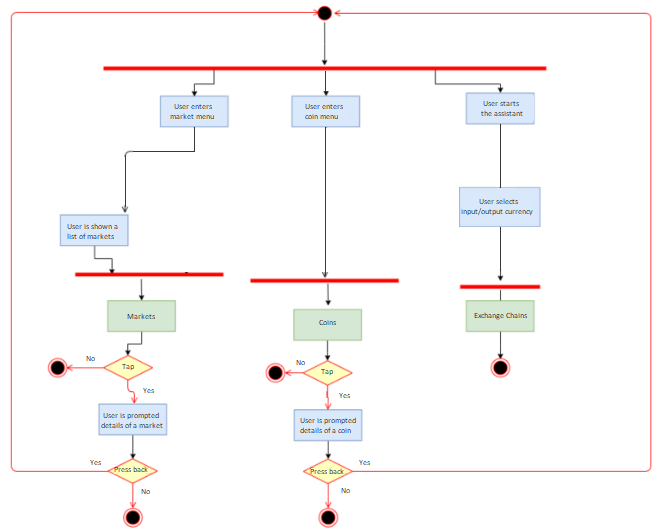 User enters
market menu
User enters
coin menu
User starts
the assistant
User selects
input/output currency
User is shown a
list of markets
Markets
Coins
Exchange Chains
No
Tap
Yes
No
Tap
Yes
User is prompted
details of a market
User is prompted
details of a coin
Yes
Press back
No
Yes
Press back
No